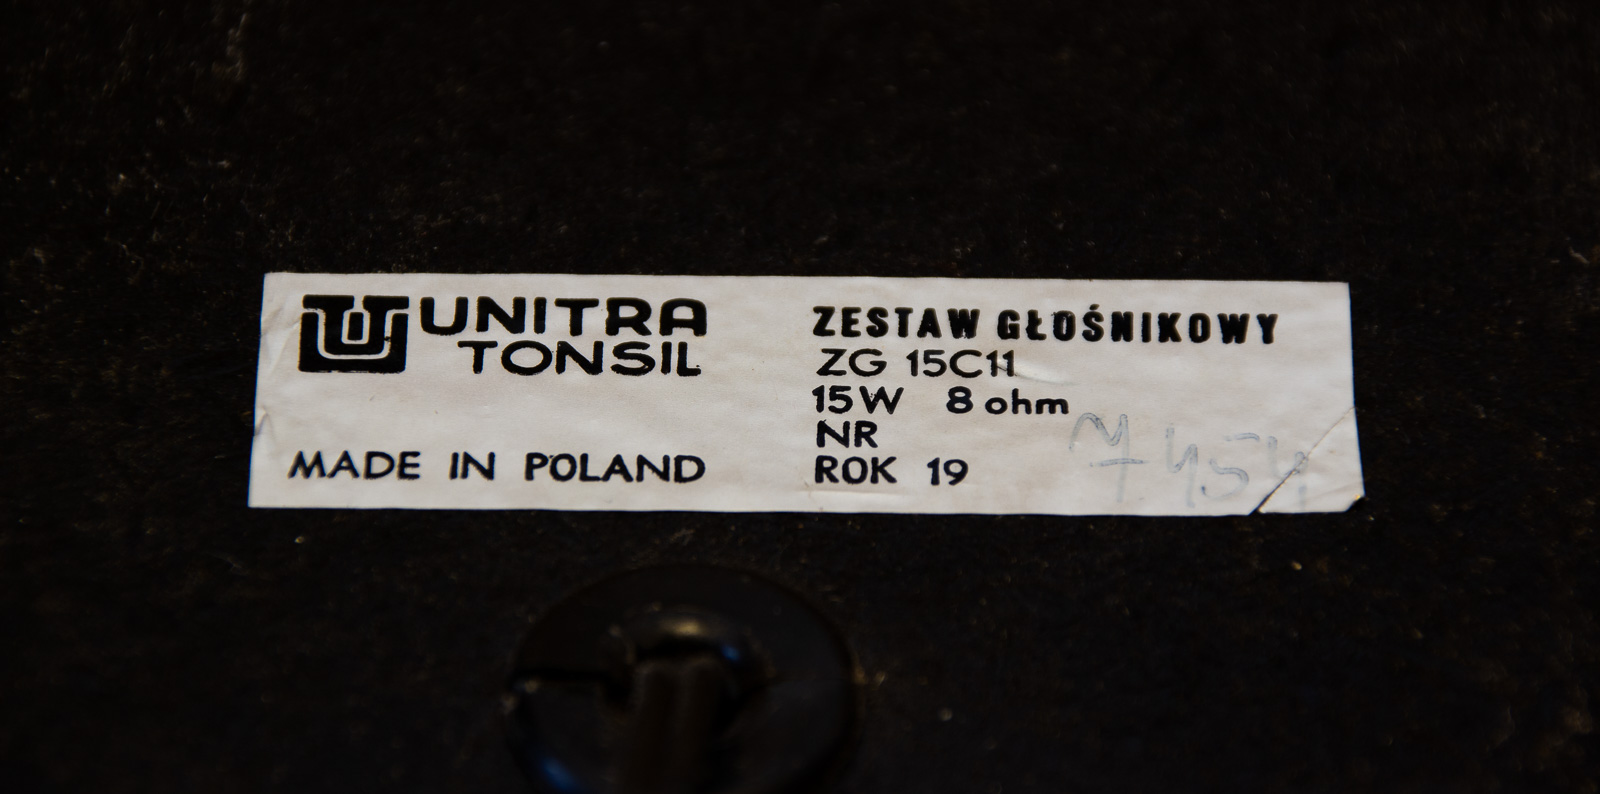 UNITRA
TONSIL
MADE IN POLAND
ZESTAW GŁOŚNIKOWY
ZG 15C11
15W 8 ohm
NR
ROK 19